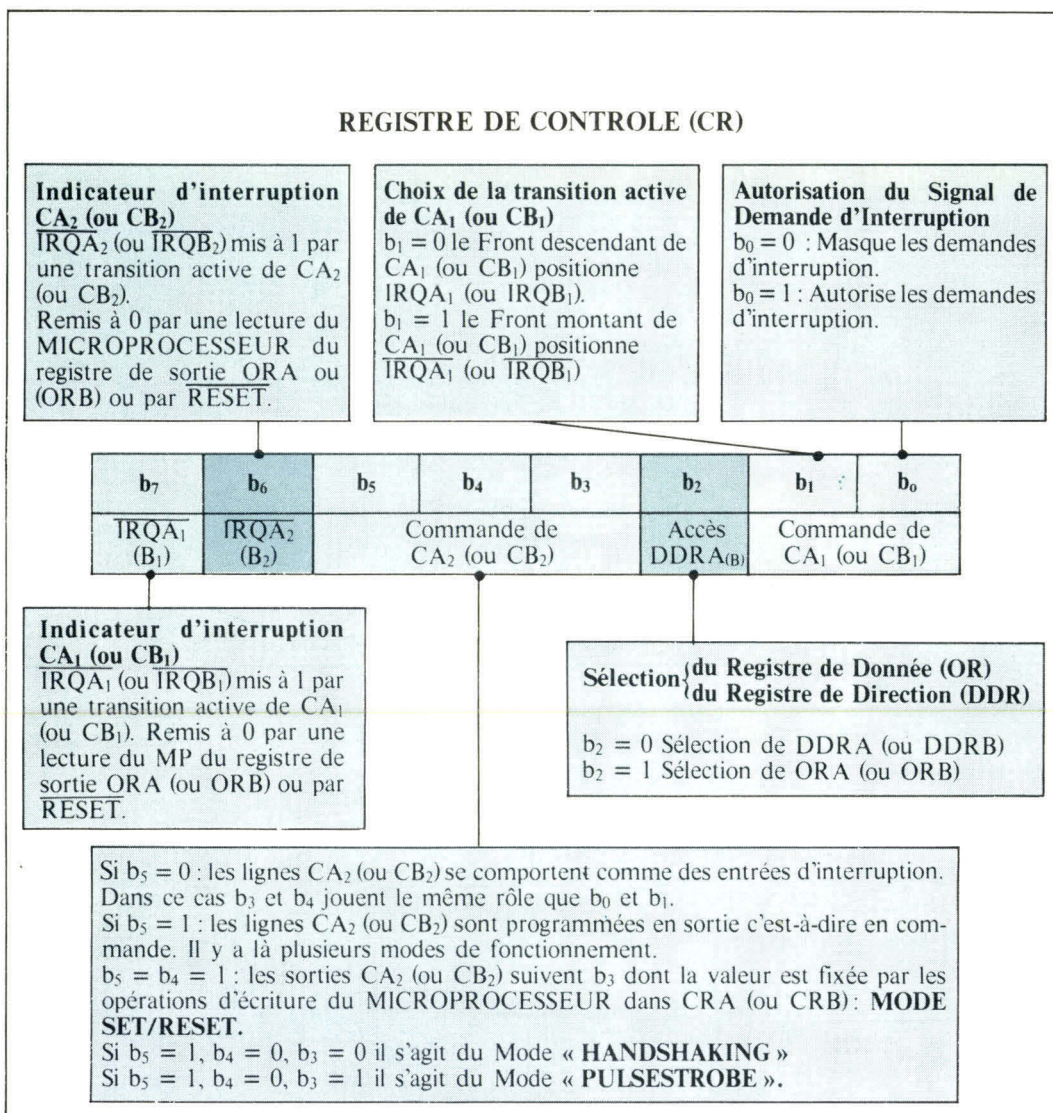 REGISTRE DE CONTROLE (CR)
Indicateur d'interruption
CA₂ (ou CB₂)
I̅R̅Q̅A̅₂ (ou I̅R̅Q̅B̅₂) mis à 1 par
une transition active de CA₂
(ou CB₂).
Remis à 0 par une lecture du
MICROPROCESSEUR du
registre de sortie ORA ou
(ORB) ou par R̅E̅S̅E̅T̅.
Choix de la transition active
de CA₁ (ou CB₁)
b₁ = 0 le Front descendant de
CA₁ (ou CB₁) positionne
IRQA₁ (ou IRQB₁).
b₁ = 1 le Front montant de
CA₁ (ou CB₁) positionne
I̅R̅Q̅A̅₁ (ou I̅R̅Q̅B̅₁)
Autorisation du Signal de
Demande d'Interruption
b₀ = 0 : Masque les demandes
d'interruption.
b₀ = 1 : Autorise les demandes
d'interruption.
b₇ b₆ b₅ b₄ b₃ b₂ b₁ b₀
I̅R̅Q̅A̅₁ I̅R̅Q̅A̅₂ Commande de Accès Commande de
(B₁) (B₂) CA₂ (ou CB₂) DDRA(B) CA₁ (ou CB₁)
Indicateur d'interruption
CA₁ (ou CB₁)
I̅R̅Q̅A̅₁ (ou I̅R̅Q̅B̅₁) mis à 1 par
une transition active de CA₁
(ou CB₁). Remis à 0 par une
lecture du MP du registre de
sortie ORA (ou ORB) ou par
R̅E̅S̅E̅T̅.
Sélection { du Registre de Donnée (OR)
du Registre de Direction (DDR)
b₂ = 0 Sélection de DDRA (ou DDRB)
b₂ = 1 Sélection de ORA (ou ORB)
Si b₅ = 0 : les lignes CA₂ (ou CB₂) se comportent comme des entrées d'interruption.
Dans ce cas b₃ et b₄ jouent le même rôle que b₀ et b₁.
Si b₅ = 1 : les lignes CA₂ (ou CB₂) sont programmées en sortie c'est-à-dire en com-
mande. Il y a là plusieurs modes de fonctionnement.
b₅ = b₄ = 1 : les sorties CA₂ (ou CB₂) suivent b₃ dont la valeur est fixée par les
opérations d'écriture du MICROPROCESSEUR dans CRA (ou CRB) : MODE
SET/RESET.
Si b₅ = 1, b₄ = 0, b₃ = 0 il s'agit du Mode « HANDSHAKING »
Si b₅ = 1, b₄ = 0, b₃ = 1 il s'agit du Mode « PULSESTROBE ».